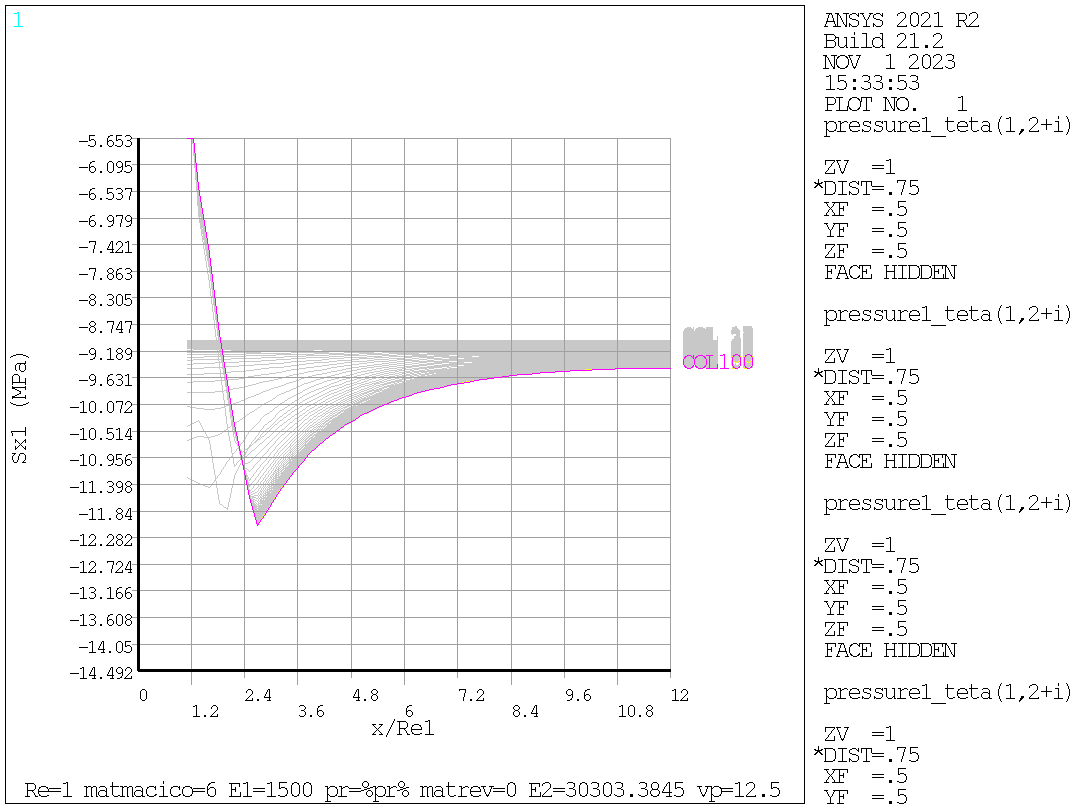 1
ANSYS 2021 R2
Build 21.2
NOV  1 2023
15:33:53
PLOT NO.   1
pressure1_teta(1,2+i)
ZV  =1
*DIST=.75
XF  =.5
YF  =.5
ZF  =.5
FACE HIDDEN
pressure1_teta(1,2+i)
ZV  =1
*DIST=.75
XF  =.5
YF  =.5
ZF  =.5
FACE HIDDEN
pressure1_teta(1,2+i)
ZV  =1
*DIST=.75
XF  =.5
YF  =.5
ZF  =.5
FACE HIDDEN
pressure1_teta(1,2+i)
ZV  =1
*DIST=.75
XF  =.5
YF  =.5
Sx1 (MPa)
-5.653
-6.095
-6.537
-6.979
-7.421
-7.863
-8.305
-8.747
-9.189
-9.631
-10.072
-10.514
-10.956
-11.398
-11.84
-12.282
-12.724
-13.166
-13.608
-14.05
-14.492
COL100
0 2.4 4.8 7.2 9.6 12
1.2 3.6 6 8.4 10.8
x/Re1
Re=1 matmacico=6 E1=1500 pr=%pr% matrev=0 E2=30303.3845 vp=12.5